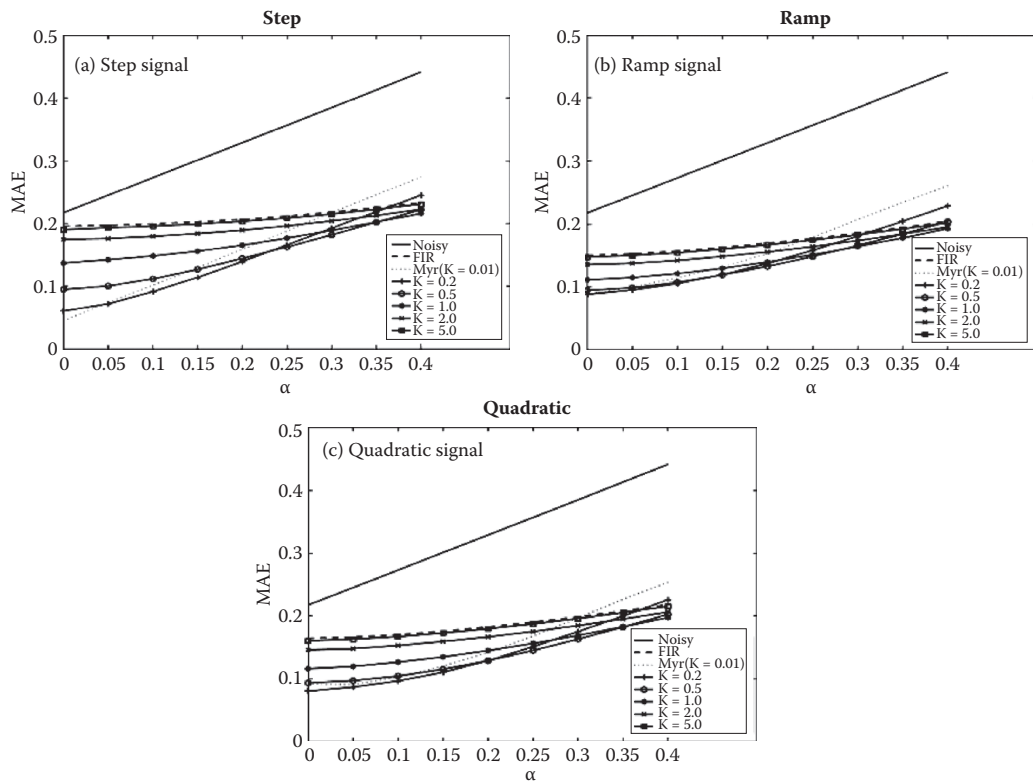 Step
0.5
(a) Step signal
0.4
0.3
MAE
0.2
0.1
0
Noisy
FIR
Myr(K = 0.01)
K = 0.2
K = 0.5
K = 1.0
K = 2.0
K = 5.0
0 0.05 0.1 0.15 0.2 0.25 0.3 0.35 0.4
α
Ramp
0.5
(b) Ramp signal
0.4
0.3
MAE
0.2
0.1
0
Noisy
FIR
Myr(K = 0.01)
K = 0.2
K = 0.5
K = 1.0
K = 2.0
K = 5.0
0 0.05 0.1 0.15 0.2 0.25 0.3 0.35 0.4
α
Quadratic
0.5
(c) Quadratic signal
0.4
0.3
MAE
0.2
0.1
0
Noisy
FIR
Myr(K = 0.01)
K = 0.2
K = 0.5
K = 1.0
K = 2.0
K = 5.0
0 0.05 0.1 0.15 0.2 0.25 0.3 0.35 0.4
α